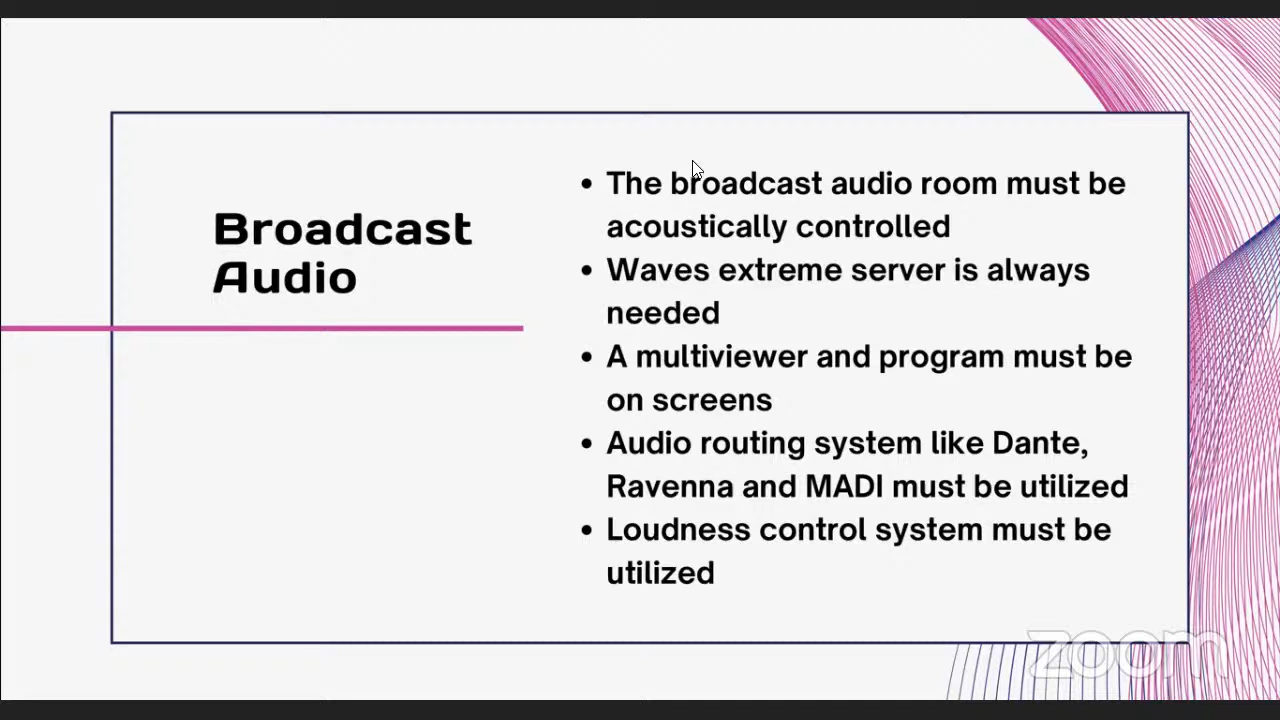 Broadcast
Audio
• The broadcast audio room must be
acoustically controlled
• Waves extreme server is always
needed
• A multiviewer and program must be
on screens
• Audio routing system like Dante,
Ravenna and MADI must be utilized
• Loudness control system must be
utilized
zoom